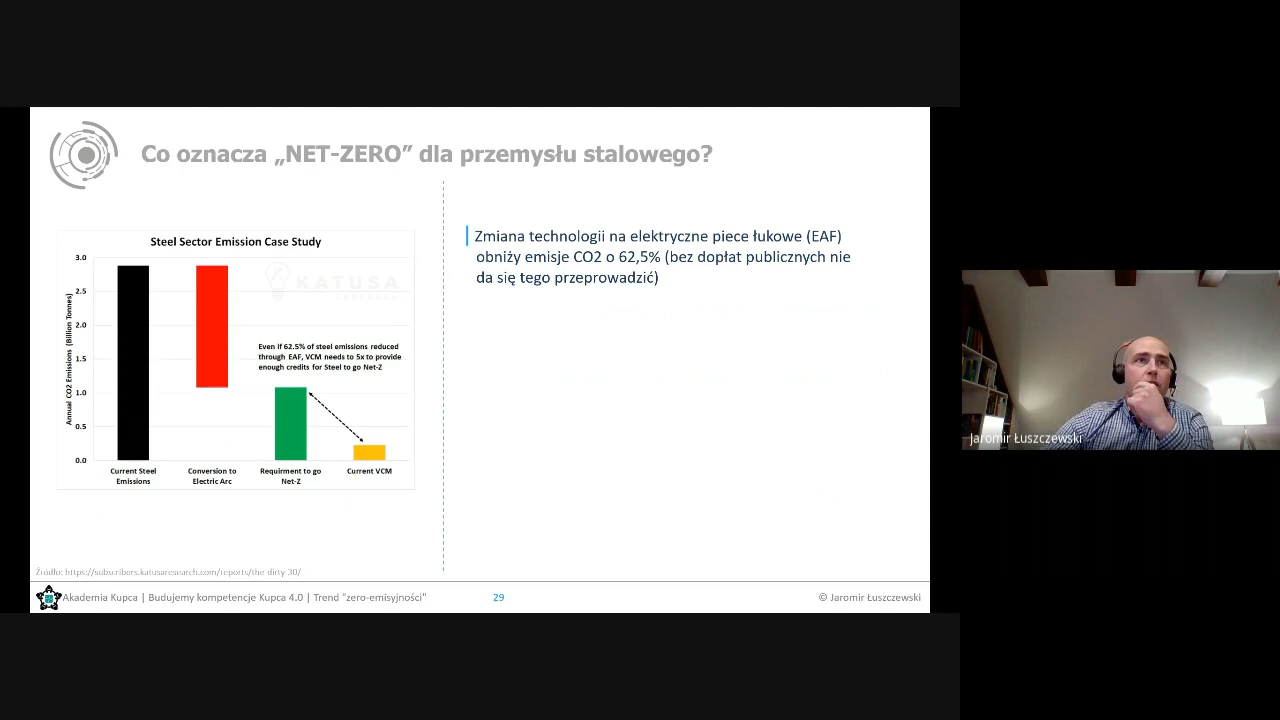 Co oznacza „NET-ZERO” dla przemysłu stalowego?
Steel Sector Emission Case Study
KATUSA
RESEARCH
Annual CO2 Emissions (Billion Tonnes)
3.0
2.5
2.0
1.5
1.0
0.5
0.0
Even if 62.5% of steel emissions reduced
through EAF, VCM needs to 5x to provide
enough credits for Steel to go Net-Z
Current Steel
Emissions
Conversion to
Electric Arc
Requirment to go
Net-Z
Current VCM
Zmiana technologii na elektryczne piece łukowe (EAF)
obniży emisje CO2 o 62,5% (bez dopłat publicznych nie
da się tego przeprowadzić)
Źródło: https://subscribers.katusaresearch.com/reports/the-dirty-30/
Akademia Kupca | Budujemy kompetencje Kupca 4.0 | Trend "zero-emisyjności"
29
© Jaromir Łuszczewski
Jaromir Łuszczewski